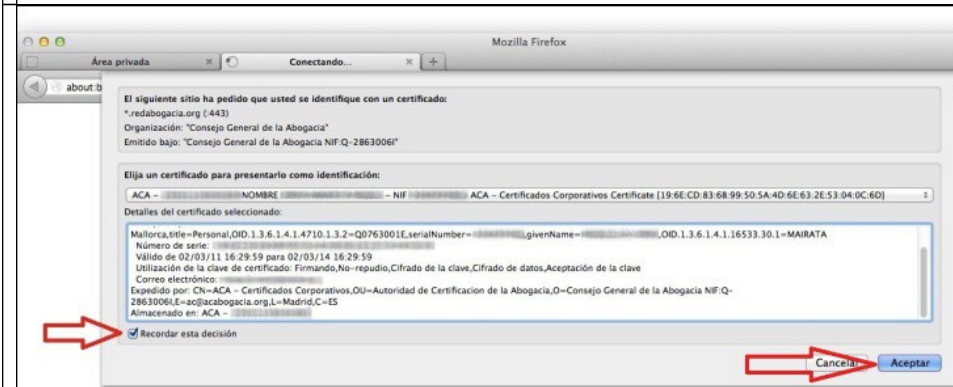 Mozilla Firefox
Área privada
Conectando...
about:b
El siguiente sitio ha pedido que usted se identifique con un certificado:
*.redabogacia.org (:443)
Organización: "Consejo General de la Abogacia"
Emitido bajo: "Consejo General de la Abogacia NIF:Q-2863006I"
Elija un certificado para presentarlo como identificación:
ACA - NOMBRE - NIF ACA - Certificados Corporativos Certificate [19:6E:CD:83:68:99:50:5A:4D:6E:63:2E:53:04:0C:6D]
Detalles del certificado seleccionado:
Mallorca,title=Personal,OID.1.3.6.1.4.1.4710.1.3.2=Q0763001E,serialNumber= ,givenName= ,OID.1.3.6.1.4.1.16533.30.1=MAIRATA
Número de serie:
Válido de 02/03/11 16:29:59 para 02/03/14 16:29:59
Utilización de la clave de certificado: Firmando,No-repudio,Cifrado de la clave,Cifrado de datos,Aceptación de la clave
Correo electrónico:
Expedido por: CN=ACA - Certificados Corporativos,OU=Autoridad de Certificacion de la Abogacia,O=Consejo General de la Abogacia NIF:Q-
2863006I,E=ac@acabogacia.org,L=Madrid,C=ES
Almacenado en: ACA -
Recordar esta decisión
Cancelar
Aceptar